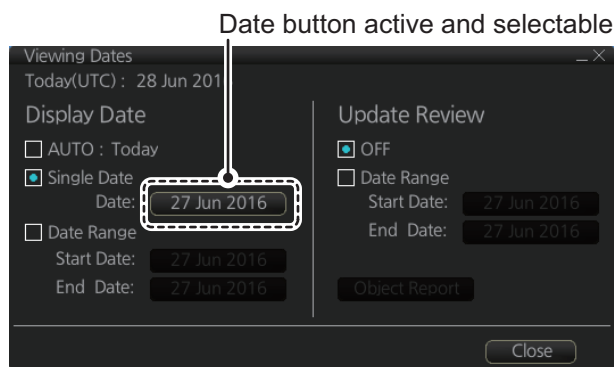 Date button active and selectable
Viewing Dates
Today(UTC) : 28 Jun 201
Display Date
AUTO : Today
Single Date
Date: 27 Jun 2016
Date Range
Start Date: 27 Jun 2016
End Date: 27 Jun 2016
Update Review
OFF
Date Range
Start Date: 27 Jun 2016
End Date: 27 Jun 2016
Object Report
Close